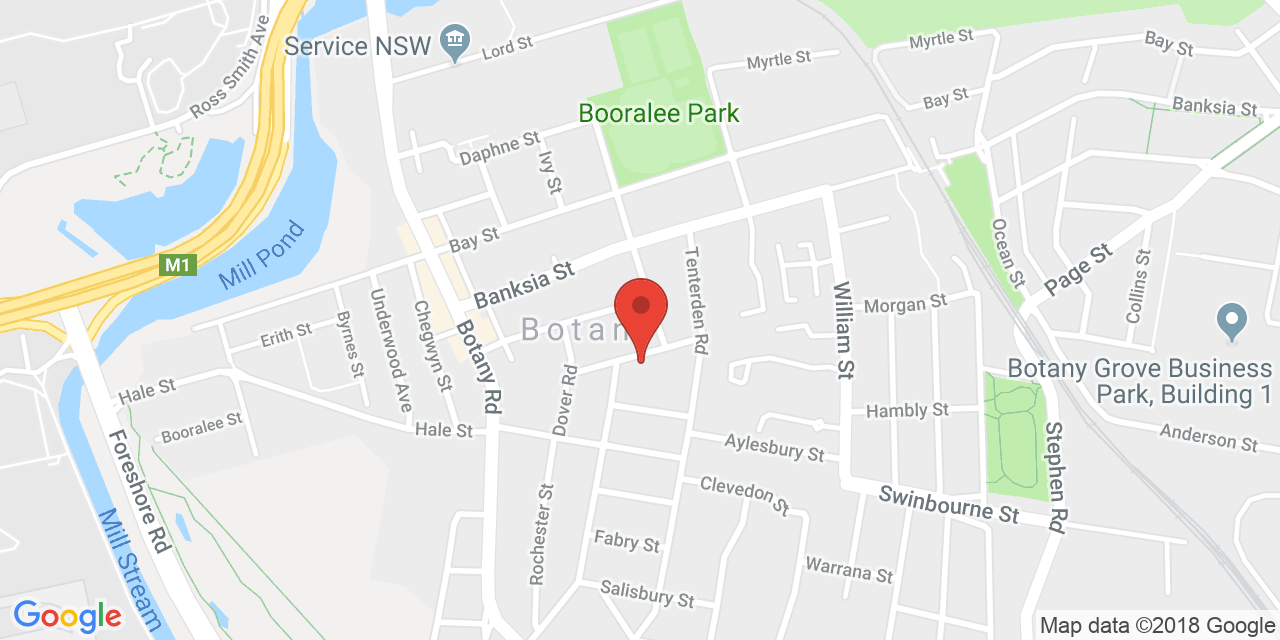 Ross Smith Ave
Service NSW
Lord St
Myrtle St
Myrtle St
Bay St
Bay St
Banksia St
Booralee Park
Daphne St
Ivy St
Mill Pond
M1
Bay St
Banksia St
Tenterden Rd
Ocean St
Page St
Collins St
Erith St
Byrnes St
Underwood Ave
Chegwyn St
Botany Rd
Botan
William St
Morgan St
Botany Grove Business
Park, Building 1
Hale St
Booralee St
Hale St
Dover Rd
Hambly St
Aylesbury St
Anderson St
Stephen Rd
Foreshore Rd
Mill Stream
Rochester St
Clevedon St
Swinbourne St
Fabry St
Warrana St
Salisbury St
Google
Map data ©2018 Google